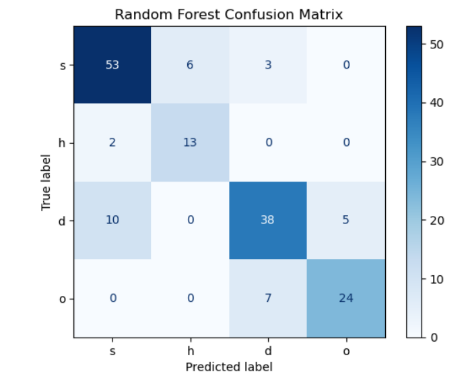 Random Forest Confusion Matrix
True label
s 53 6 3 0
h 2 13 0 0
d 10 0 38 5
o 0 0 7 24
s h d o
Predicted label
50
40
30
20
10
0